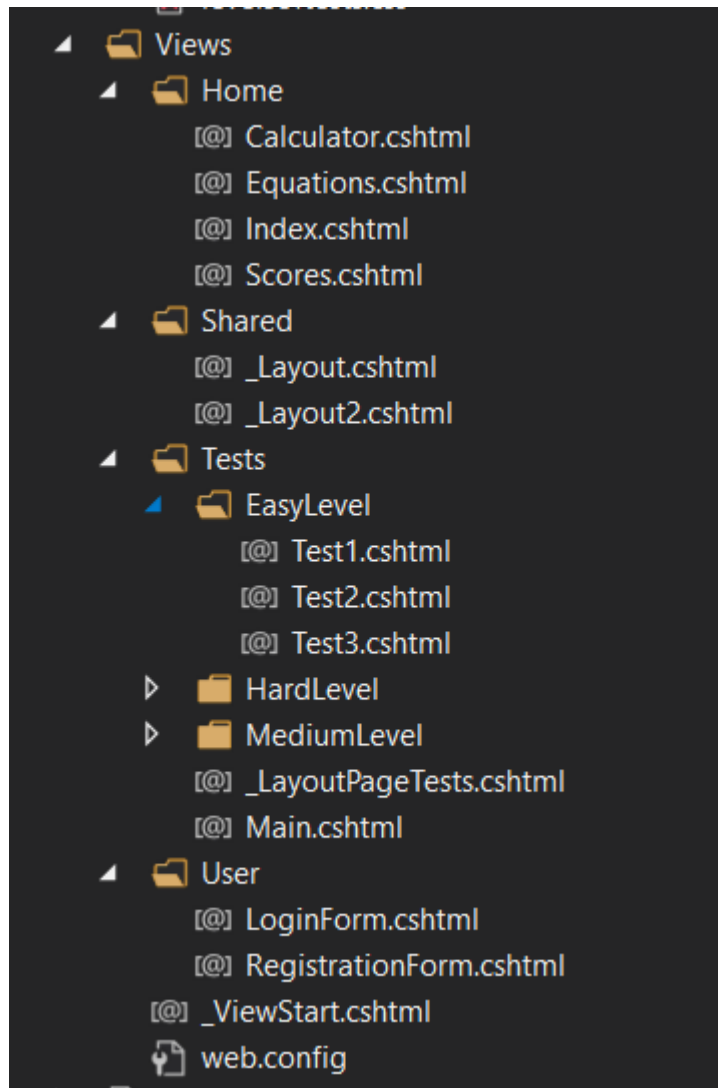 Views
Home
[@] Calculator.cshtml
[@] Equations.cshtml
[@] Index.cshtml
[@] Scores.cshtml
Shared
[@] _Layout.cshtml
[@] _Layout2.cshtml
Tests
EasyLevel
[@] Test1.cshtml
[@] Test2.cshtml
[@] Test3.cshtml
HardLevel
MediumLevel
[@] _LayoutPageTests.cshtml
[@] Main.cshtml
User
[@] LoginForm.cshtml
[@] RegistrationForm.cshtml
[@] _ViewStart.cshtml
web.config